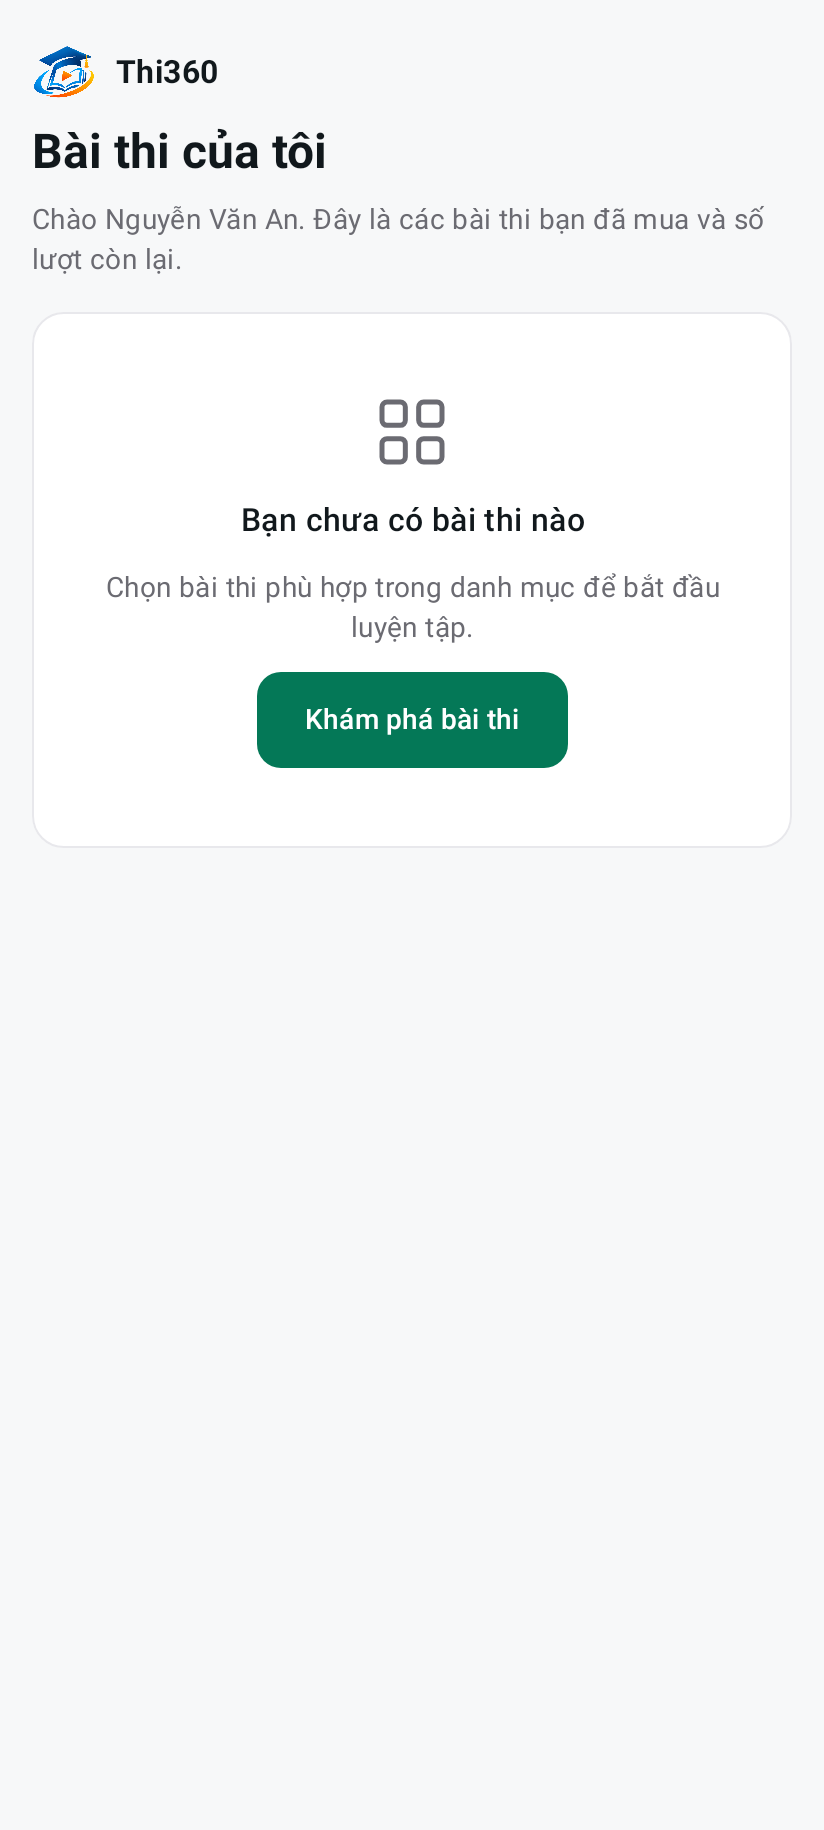 Thi360
Bài thi của tôi
Chào Nguyễn Văn An. Đây là các bài thi bạn đã mua và số
lượt còn lại.
Bạn chưa có bài thi nào
Chọn bài thi phù hợp trong danh mục để bắt đầu
luyện tập.
Khám phá bài thi